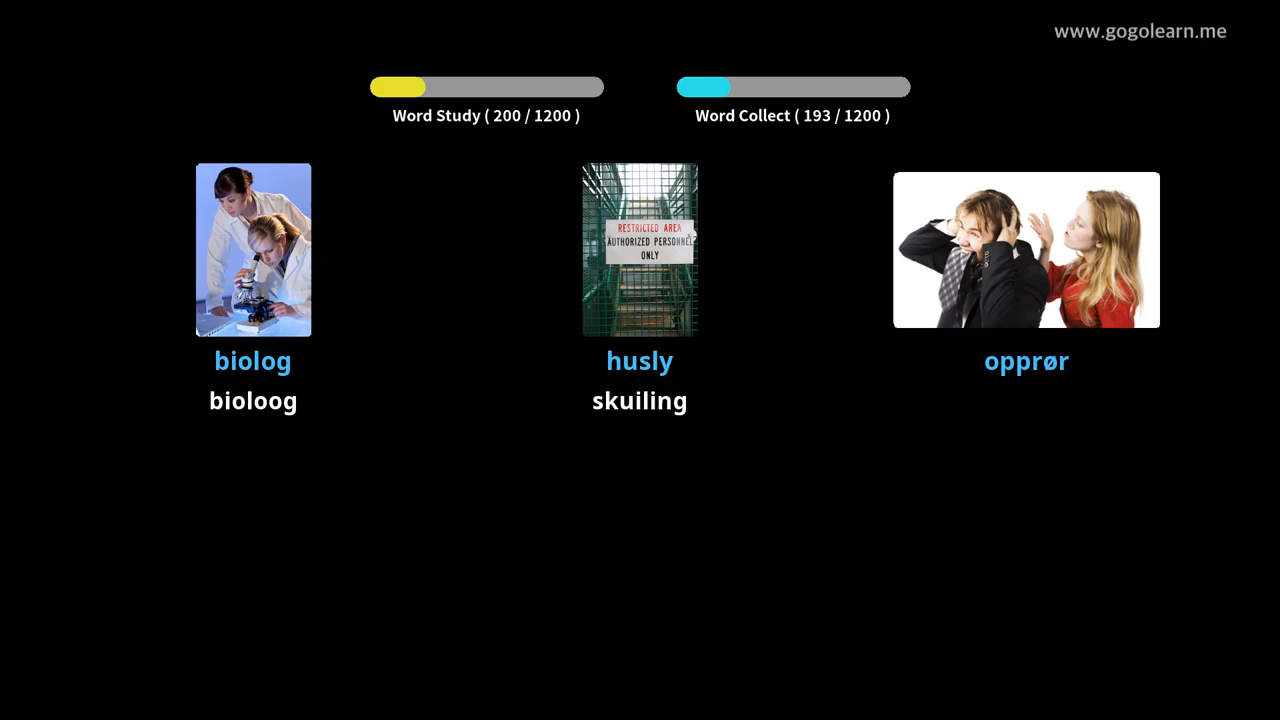 www.gogolearn.me
Word Study ( 200 / 1200 )
Word Collect ( 193 / 1200 )
RESTRICTED AREA
AUTHORIZED PERSONNEL
ONLY
biolog
husly
opprør
bioloog
skuiling